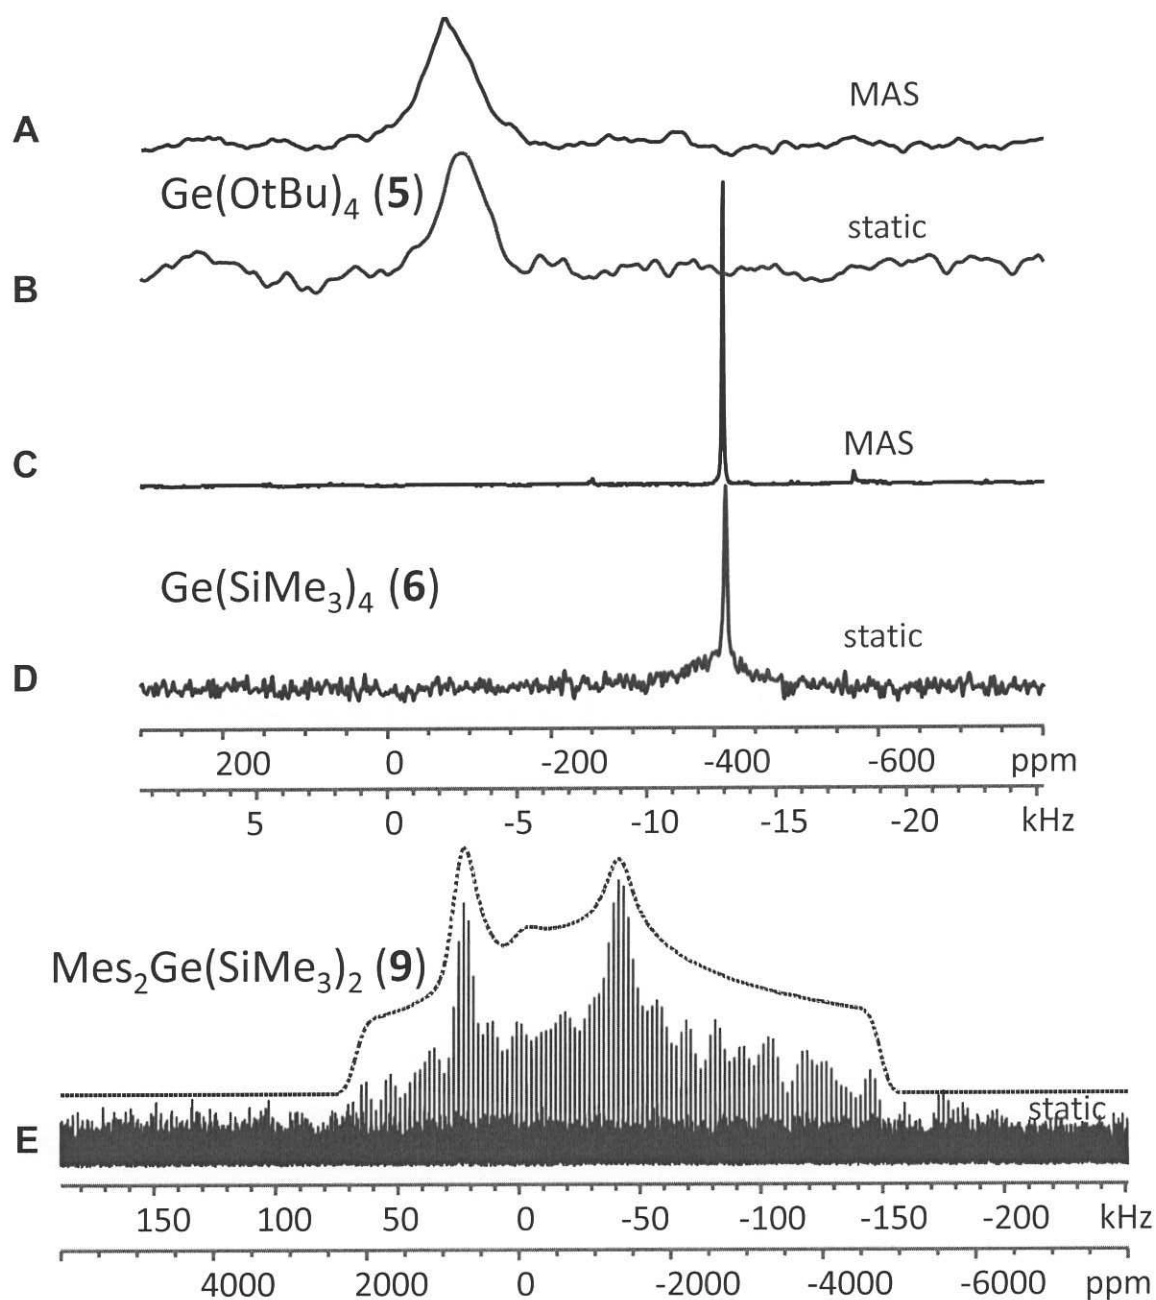 A
MAS
Ge(OtBu)₄ (5)
static
B
C
MAS
Ge(SiMe₃)₄ (6)
static
D
200 0 -200 -400 -600 ppm
5 0 -5 -10 -15 -20 kHz
Mes₂Ge(SiMe₃)₂ (9)
static
E
150 100 50 0 -50 -100 -150 -200 kHz
4000 2000 0 -2000 -4000 -6000 ppm